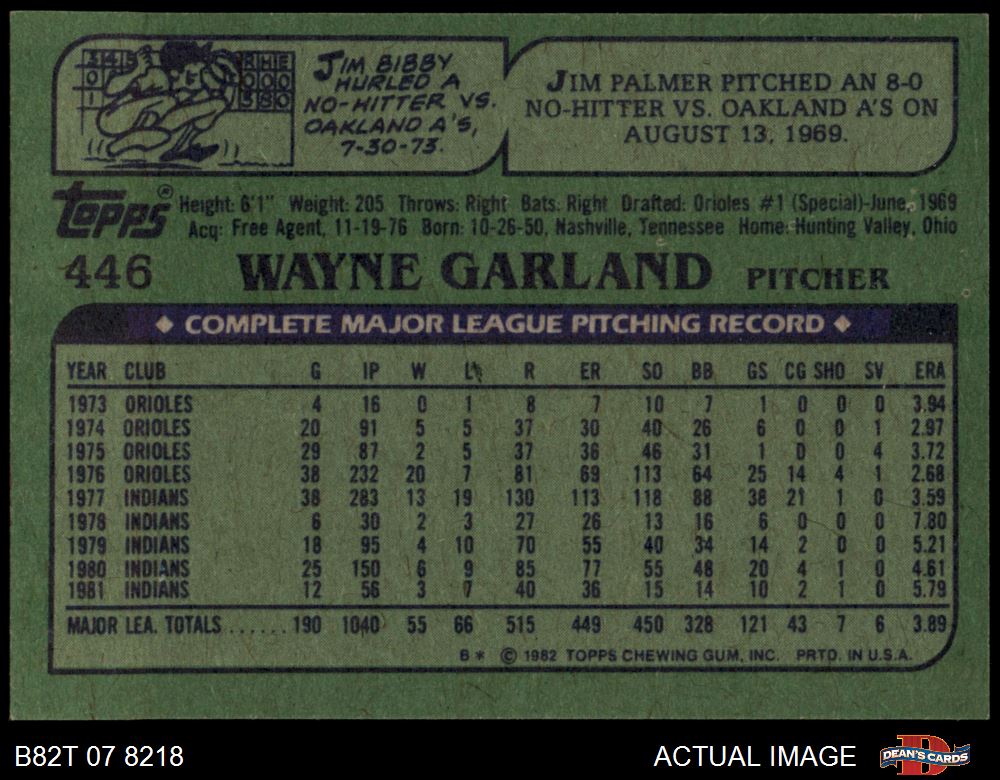 3 4 5
0
1
R H E
0 0 0
3 8 0
JIM BIBBY
HURLED A
NO-HITTER VS.
OAKLAND A'S,
7-30-73.
JIM PALMER PITCHED AN 8-0
NO-HITTER VS. OAKLAND A'S ON
AUGUST 13, 1969.
topps®
Height: 6'1" Weight: 205 Throws: Right Bats: Right Drafted: Orioles #1 (Special)-June, 1969
Acq: Free Agent, 11-19-76 Born: 10-26-50, Nashville, Tennessee Home: Hunting Valley, Ohio
446 WAYNE GARLAND PITCHER
◆ COMPLETE MAJOR LEAGUE PITCHING RECORD ◆
YEAR CLUB G IP W L R ER SO BB GS CG SHO SV ERA
1973 ORIOLES 4 16 0 1 8 7 10 7 1 0 0 0 3.94
1974 ORIOLES 20 91 5 5 37 30 40 26 6 0 0 1 2.97
1975 ORIOLES 29 87 2 5 37 36 46 31 1 0 0 4 3.72
1976 ORIOLES 38 232 20 7 81 69 113 64 25 14 4 1 2.68
1977 INDIANS 38 283 13 19 130 113 118 88 38 21 1 0 3.59
1978 INDIANS 6 30 2 3 27 26 13 16 6 0 0 0 7.80
1979 INDIANS 18 95 4 10 70 55 40 34 14 2 0 0 5.21
1980 INDIANS 25 150 6 9 85 77 55 48 20 4 1 0 4.61
1981 INDIANS 12 56 3 7 40 36 15 14 10 2 1 0 5.79
MAJOR LEA. TOTALS ...... 190 1040 55 66 515 449 450 328 121 43 7 6 3.89
B * © 1982 TOPPS CHEWING GUM, INC. PRTD. IN U.S.A.
B82T 07 8218 ACTUAL IMAGE DEAN'S CARDS